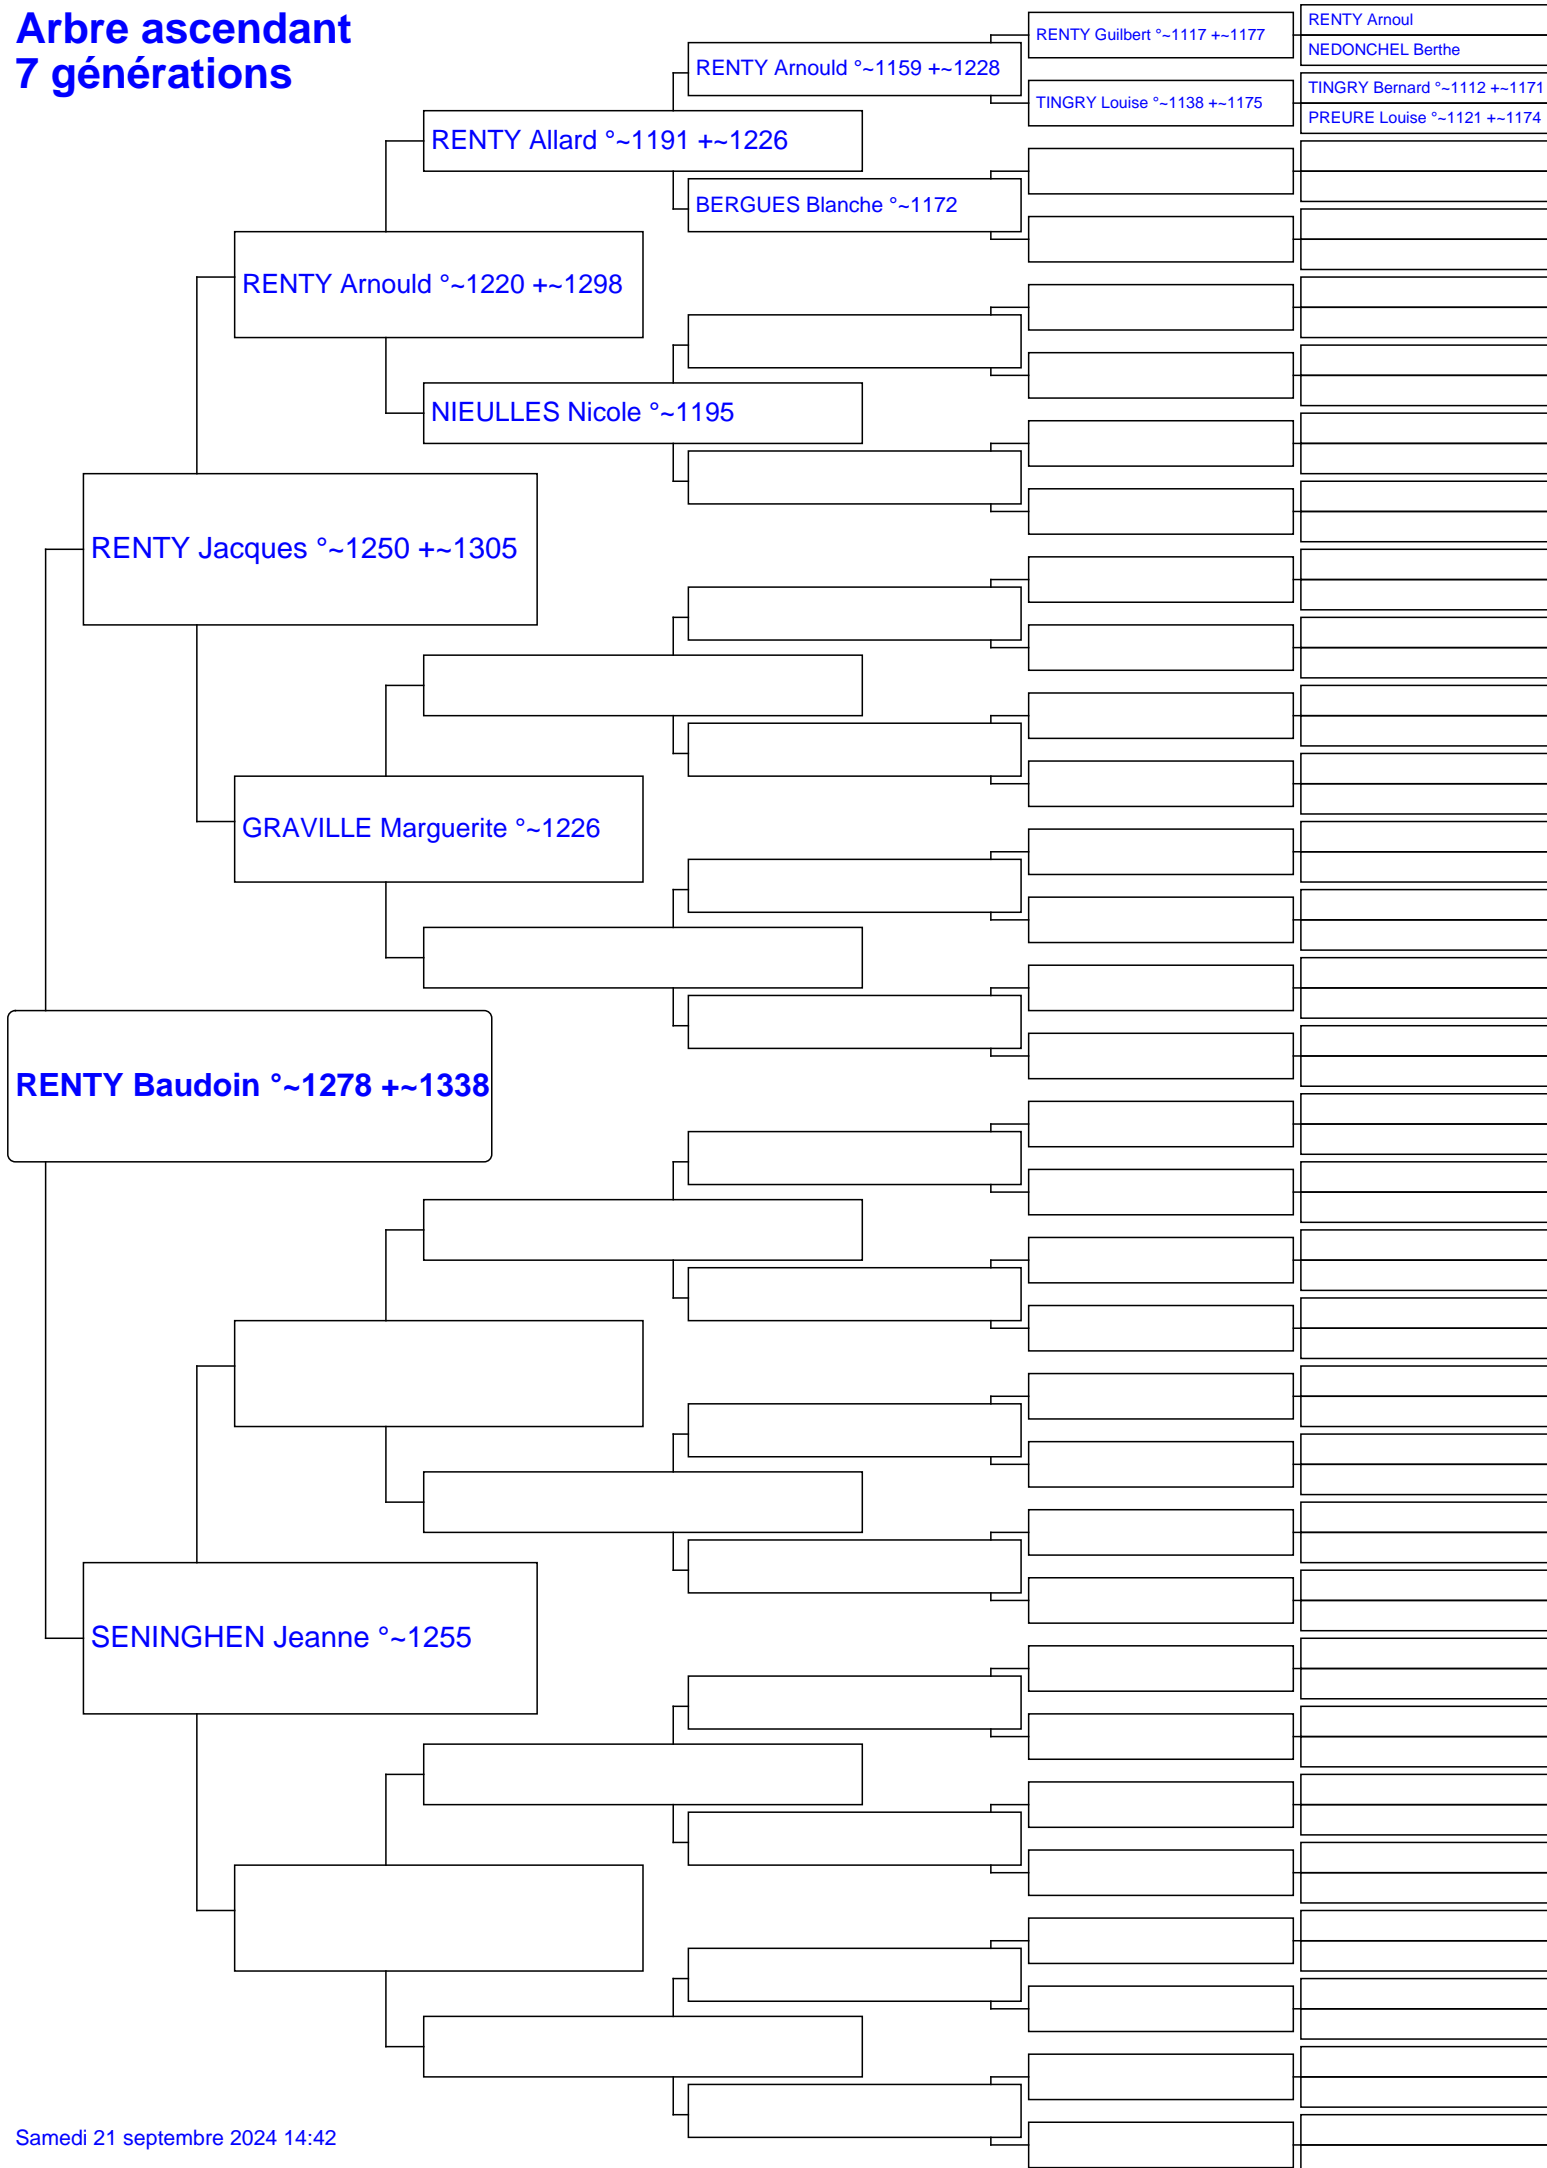 Arbre ascendant
7 générations
RENTY Guilbert °~1117 +~1177
RENTY Arnoul
NEDONCHEL Berthe
RENTY Arnould °~1159 +~1228
TINGRY Louise °~1138 +~1175
TINGRY Bernard °~1112 +~1171
PREURE Louise °~1121 +~1174
RENTY Allard °~1191 +~1226
BERGUES Blanche °~1172
RENTY Arnould °~1220 +~1298
NIEULLES Nicole °~1195
RENTY Jacques °~1250 +~1305
GRAVILLE Marguerite °~1226
RENTY Baudoin °~1278 +~1338
SENINGHEN Jeanne °~1255
Samedi 21 septembre 2024 14:42